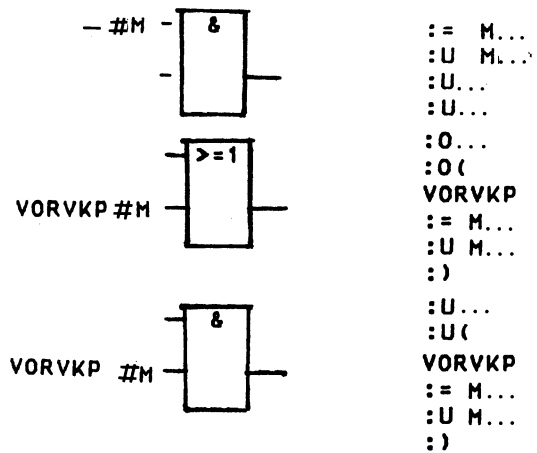 — #M
&
:= M...
:U M...
:U...
:U...
>=1
VORVKP #M
:O...
:O(
VORVKP
:= M...
:U M...
:)
&
VORVKP #M
:U...
:U(
VORVKP
:= M...
:U M...
:)